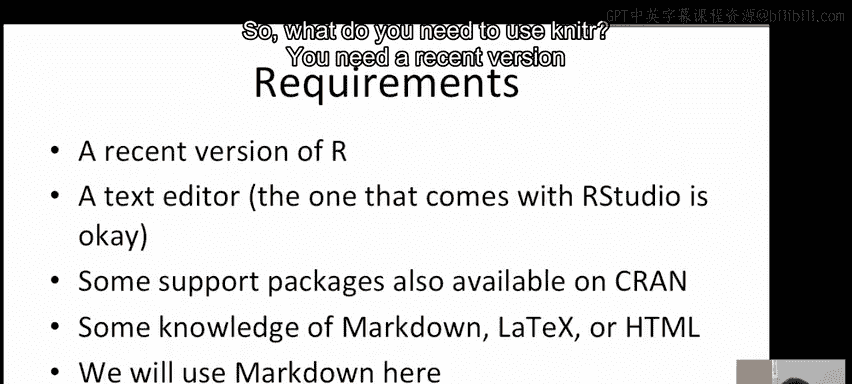 GPT中英字幕课程资源@bilibili.com
So, what do you need to use knitr?
You need a recent version
Requirements
• A recent version of R
• A text editor (the one that comes with RStudio is
okay)
• Some support packages also available on CRAN
• Some knowledge of Markdown, LaTeX, or HTML
• We will use Markdown here